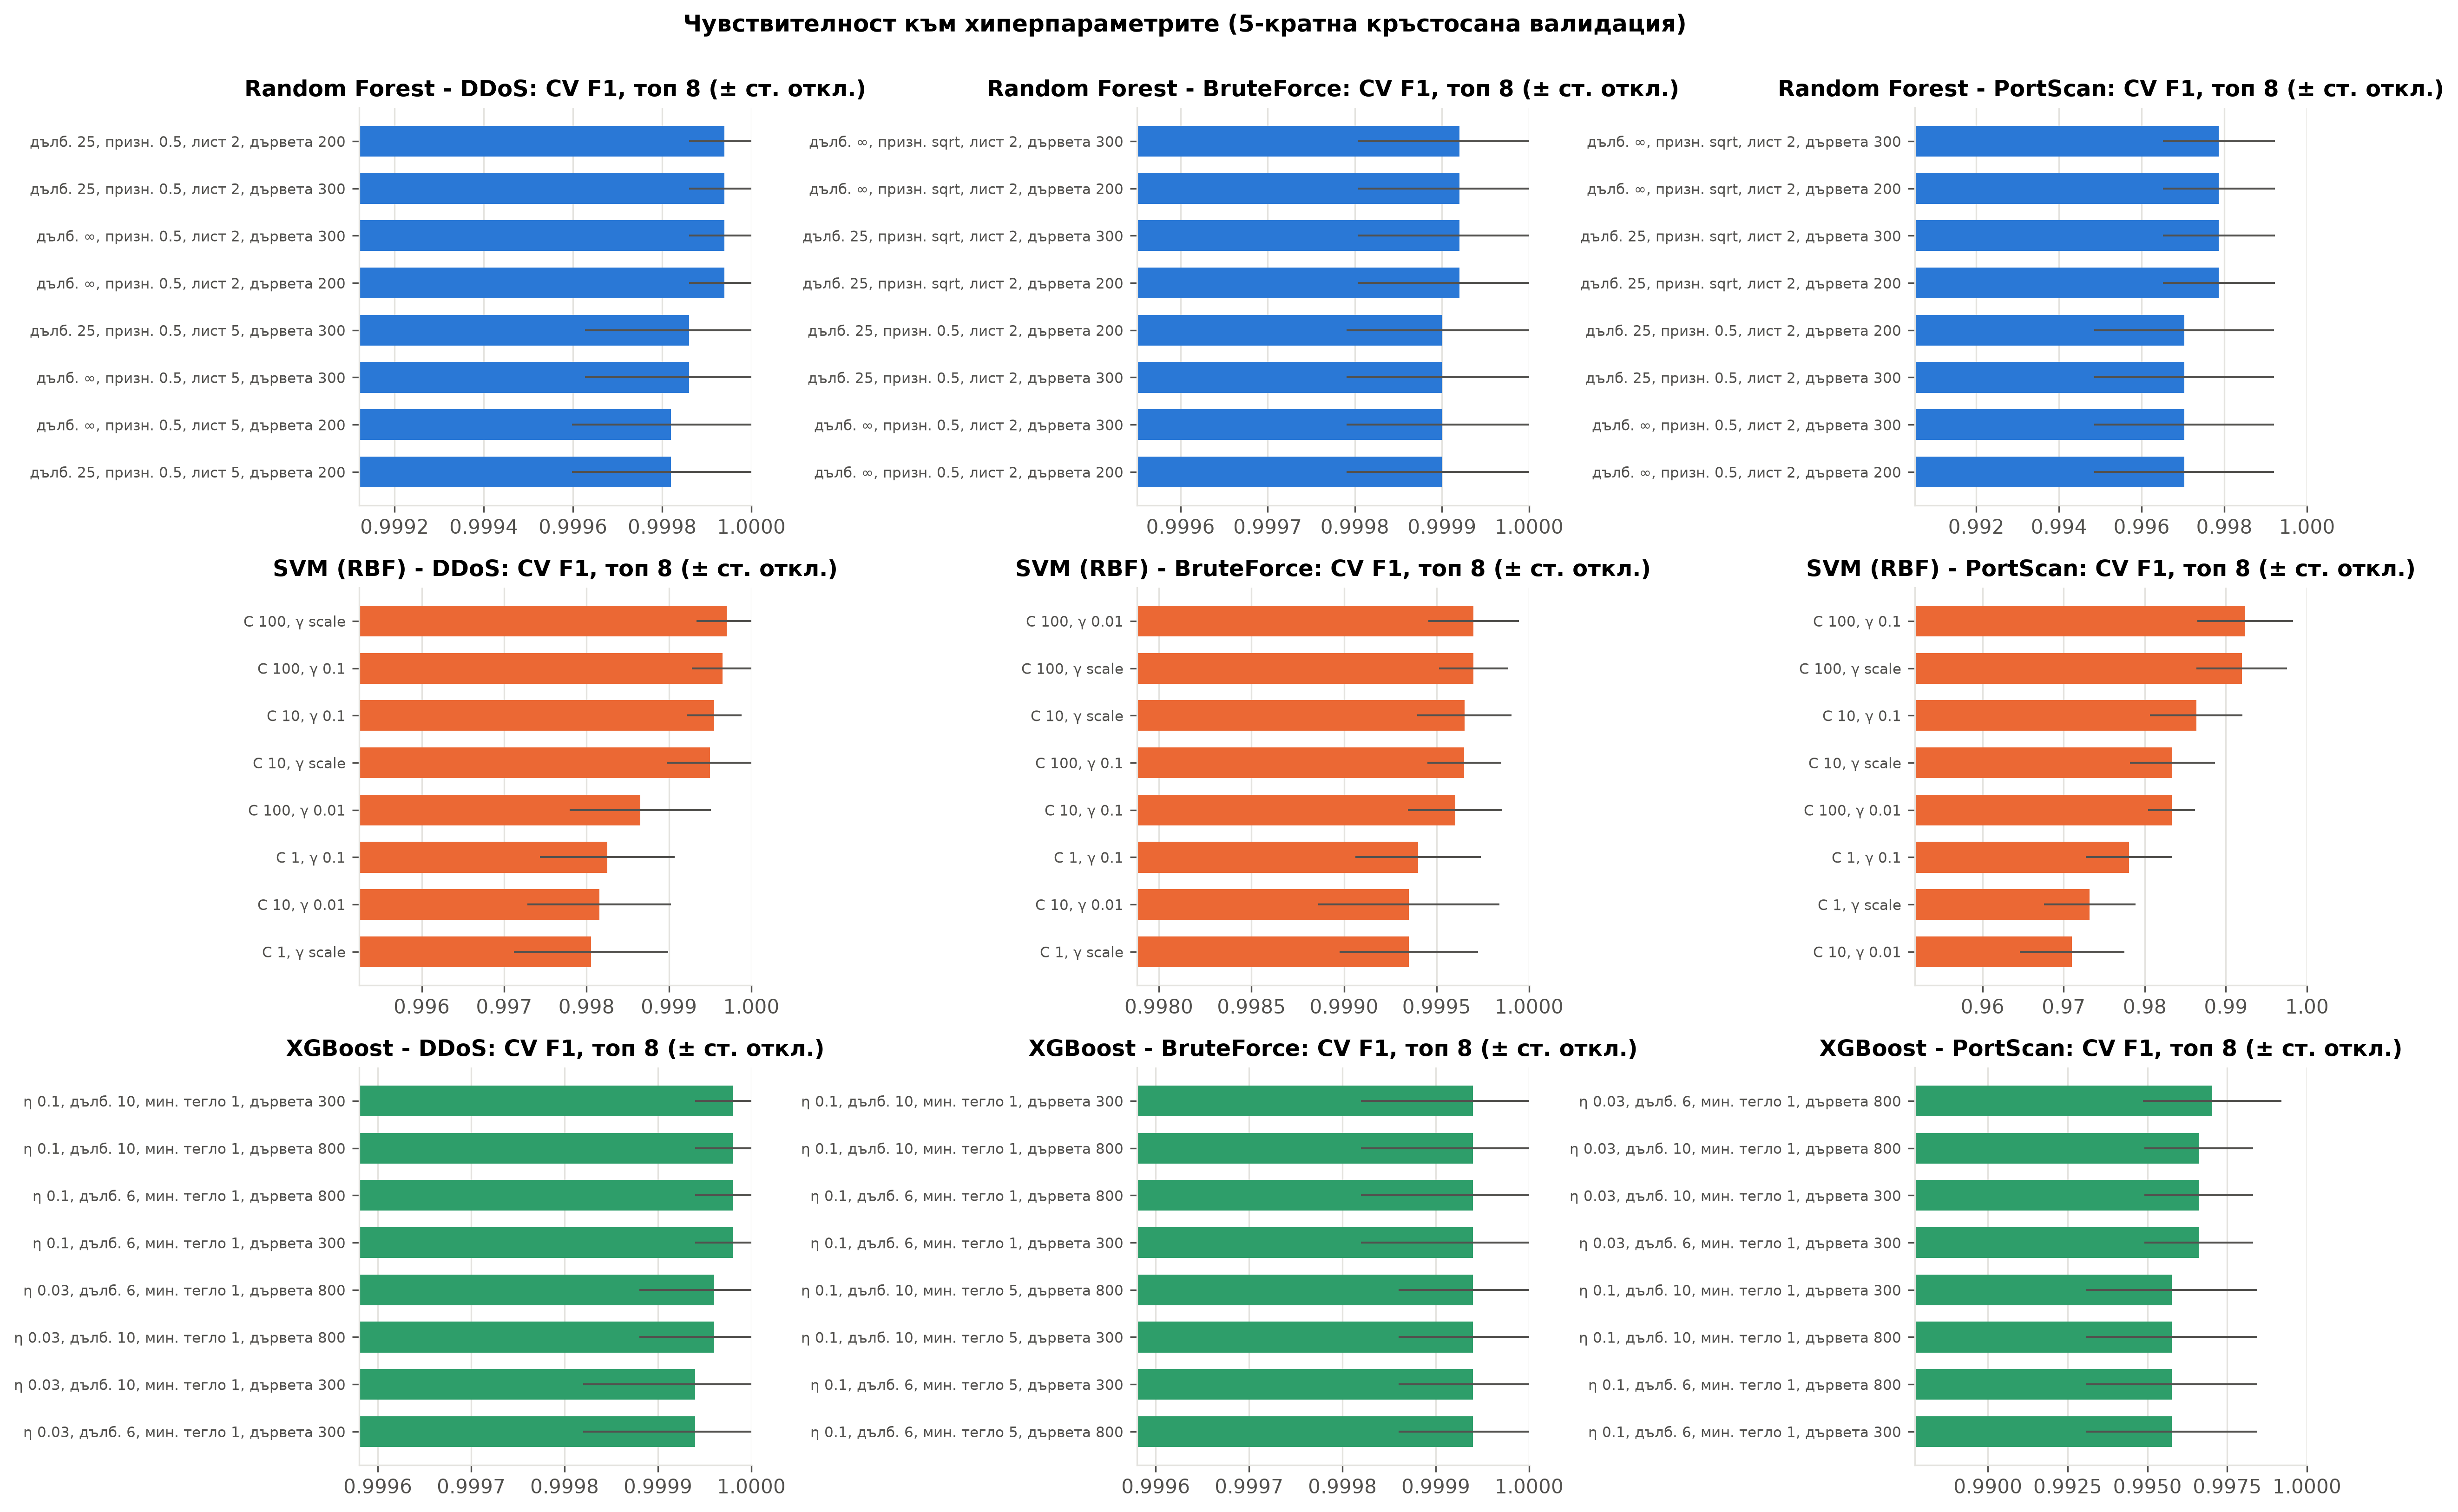 Чувствителност към хиперпараметрите (5-кратна кръстосана валидация)
Random Forest - DDoS: CV F1, топ 8 (± ст. откл.)
дълб. 25, призн. 0.5, лист 2, дървета 200
дълб. 25, призн. 0.5, лист 2, дървета 300
дълб. ∞, призн. 0.5, лист 2, дървета 300
дълб. ∞, призн. 0.5, лист 2, дървета 200
дълб. 25, призн. 0.5, лист 5, дървета 300
дълб. ∞, призн. 0.5, лист 5, дървета 300
дълб. ∞, призн. 0.5, лист 5, дървета 200
дълб. 25, призн. 0.5, лист 5, дървета 200
0.9992 0.9994 0.9996 0.9998 1.0000
Random Forest - BruteForce: CV F1, топ 8 (± ст. откл.)
дълб. ∞, призн. sqrt, лист 2, дървета 300
дълб. ∞, призн. sqrt, лист 2, дървета 200
дълб. 25, призн. sqrt, лист 2, дървета 300
дълб. 25, призн. sqrt, лист 2, дървета 200
дълб. 25, призн. 0.5, лист 2, дървета 200
дълб. 25, призн. 0.5, лист 2, дървета 300
дълб. ∞, призн. 0.5, лист 2, дървета 300
дълб. ∞, призн. 0.5, лист 2, дървета 200
0.9996 0.9997 0.9998 0.9999 1.0000
Random Forest - PortScan: CV F1, топ 8 (± ст. откл.)
дълб. ∞, призн. sqrt, лист 2, дървета 300
дълб. ∞, призн. sqrt, лист 2, дървета 200
дълб. 25, призн. sqrt, лист 2, дървета 300
дълб. 25, призн. sqrt, лист 2, дървета 200
дълб. 25, призн. 0.5, лист 2, дървета 200
дълб. 25, призн. 0.5, лист 2, дървета 300
дълб. ∞, призн. 0.5, лист 2, дървета 300
дълб. ∞, призн. 0.5, лист 2, дървета 200
0.992 0.994 0.996 0.998 1.000
SVM (RBF) - DDoS: CV F1, топ 8 (± ст. откл.)
C 100, γ scale
C 100, γ 0.1
C 10, γ 0.1
C 10, γ scale
C 100, γ 0.01
C 1, γ 0.1
C 10, γ 0.01
C 1, γ scale
0.996 0.997 0.998 0.999 1.000
SVM (RBF) - BruteForce: CV F1, топ 8 (± ст. откл.)
C 100, γ 0.01
C 100, γ scale
C 10, γ scale
C 100, γ 0.1
C 10, γ 0.1
C 1, γ 0.1
C 10, γ 0.01
C 1, γ scale
0.9980 0.9985 0.9990 0.9995 1.0000
SVM (RBF) - PortScan: CV F1, топ 8 (± ст. откл.)
C 100, γ 0.1
C 100, γ scale
C 10, γ 0.1
C 10, γ scale
C 100, γ 0.01
C 1, γ 0.1
C 1, γ scale
C 10, γ 0.01
0.96 0.97 0.98 0.99 1.00
XGBoost - DDoS: CV F1, топ 8 (± ст. откл.)
η 0.1, дълб. 10, мин. тегло 1, дървета 300
η 0.1, дълб. 10, мин. тегло 1, дървета 800
η 0.1, дълб. 6, мин. тегло 1, дървета 800
η 0.1, дълб. 6, мин. тегло 1, дървета 300
η 0.03, дълб. 6, мин. тегло 1, дървета 800
η 0.03, дълб. 10, мин. тегло 1, дървета 800
η 0.03, дълб. 10, мин. тегло 1, дървета 300
η 0.03, дълб. 6, мин. тегло 1, дървета 300
0.9996 0.9997 0.9998 0.9999 1.0000
XGBoost - BruteForce: CV F1, топ 8 (± ст. откл.)
η 0.1, дълб. 10, мин. тегло 1, дървета 300
η 0.1, дълб. 10, мин. тегло 1, дървета 800
η 0.1, дълб. 6, мин. тегло 1, дървета 800
η 0.1, дълб. 6, мин. тегло 1, дървета 300
η 0.1, дълб. 10, мин. тегло 5, дървета 800
η 0.1, дълб. 10, мин. тегло 5, дървета 300
η 0.1, дълб. 6, мин. тегло 5, дървета 300
η 0.1, дълб. 6, мин. тегло 5, дървета 800
0.9996 0.9997 0.9998 0.9999 1.0000
XGBoost - PortScan: CV F1, топ 8 (± ст. откл.)
η 0.03, дълб. 6, мин. тегло 1, дървета 800
η 0.03, дълб. 10, мин. тегло 1, дървета 800
η 0.03, дълб. 10, мин. тегло 1, дървета 300
η 0.03, дълб. 6, мин. тегло 1, дървета 300
η 0.1, дълб. 10, мин. тегло 1, дървета 300
η 0.1, дълб. 10, мин. тегло 1, дървета 800
η 0.1, дълб. 6, мин. тегло 1, дървета 800
η 0.1, дълб. 6, мин. тегло 1, дървета 300
0.9900 0.9925 0.9950 0.9975 1.0000